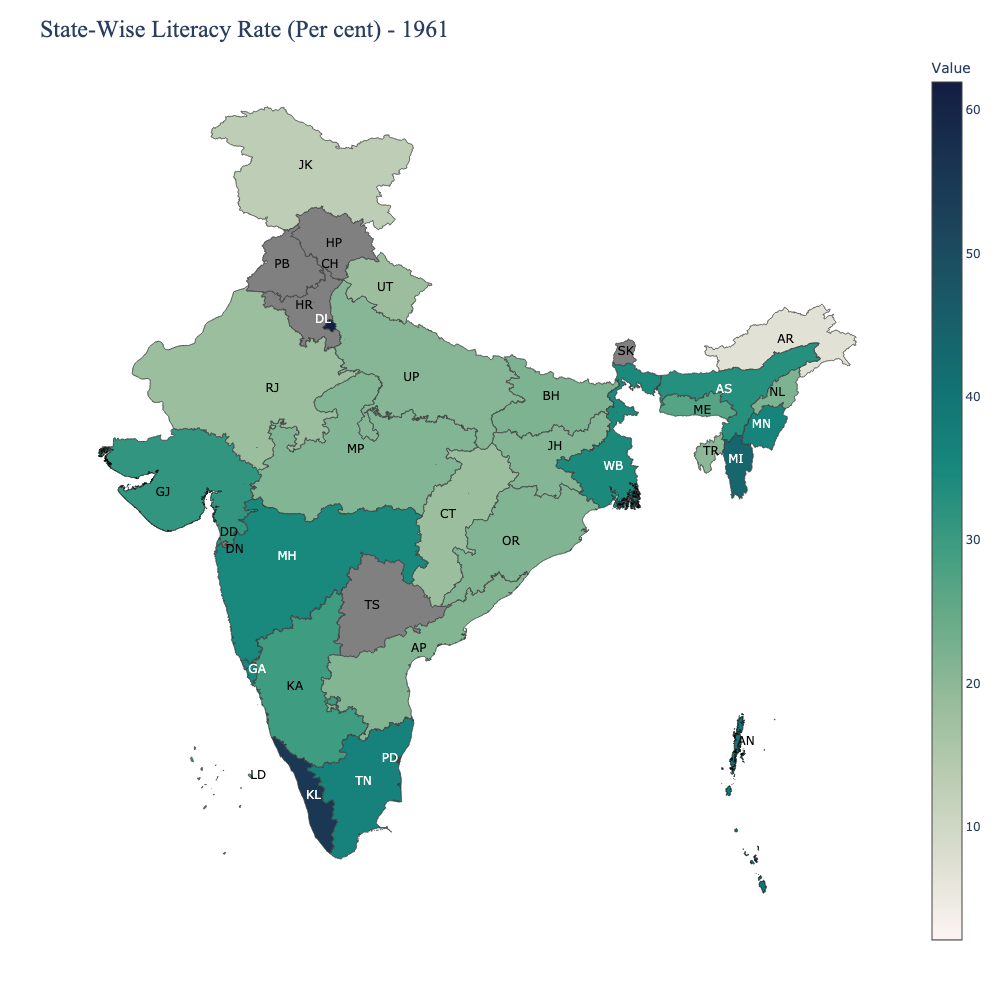 State-Wise Literacy Rate (Per cent) - 1961
Value
60
50
40
30
20
10
JK
HP
PB
CH
UT
HR
DL
AR
SK
RJ
UP
BH
AS
NL
ME
MN
MP
JH
TR
MI
WB
GJ
CT
OR
DD
DN
MH
TS
AP
GA
KA
AN
PD
LD
TN
KL